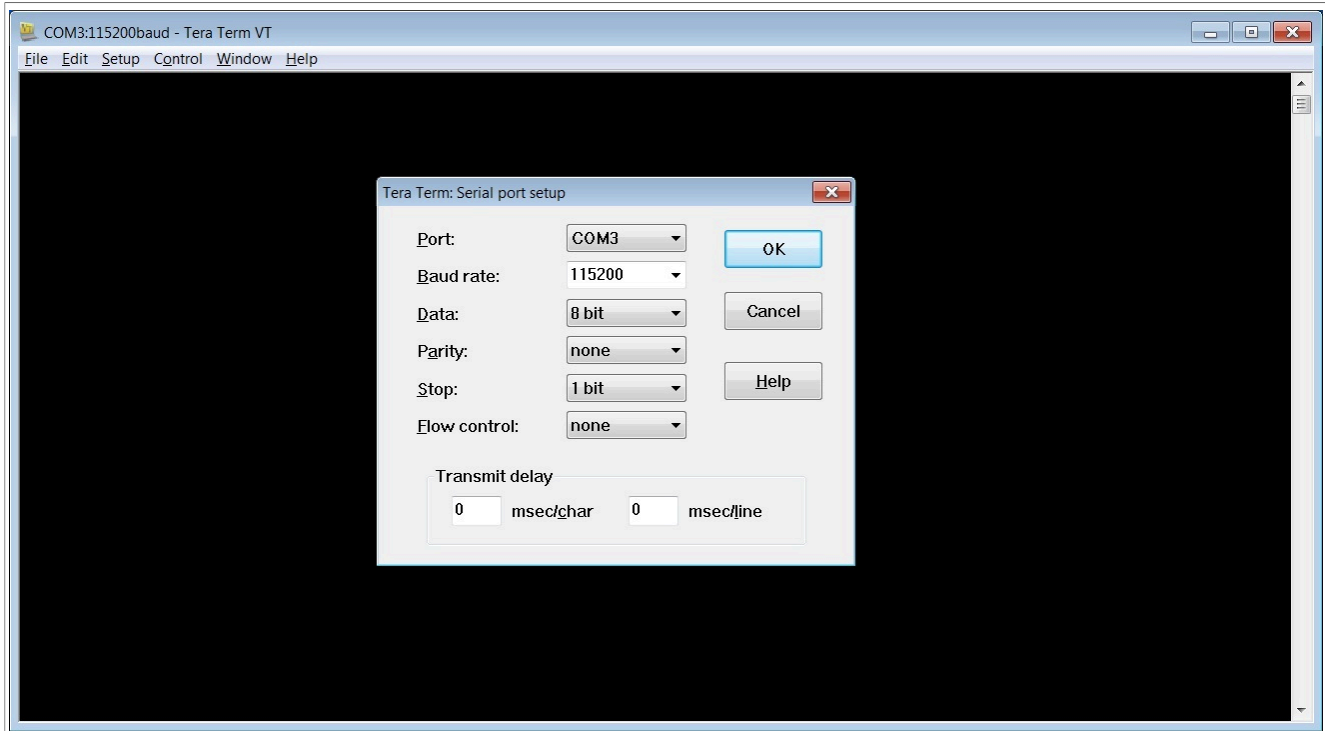 COM3:115200baud - Tera Term VT
File Edit Setup Control Window Help
Tera Term: Serial port setup
Port: COM3 OK
Baud rate: 115200
Data: 8 bit Cancel
Parity: none
Stop: 1 bit Help
Flow control: none
Transmit delay
0 msec/char 0 msec/line